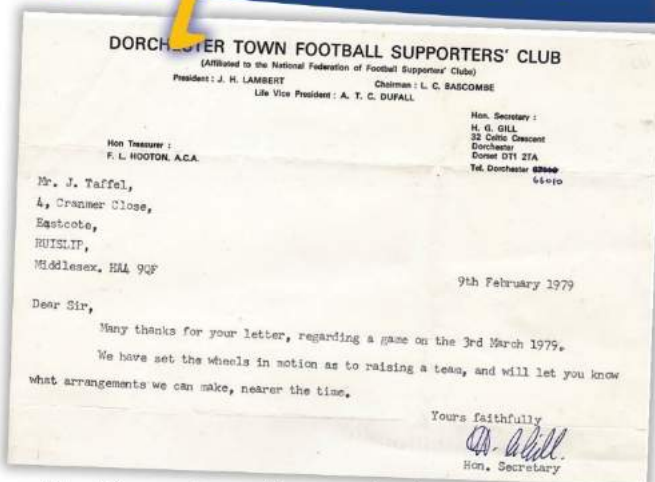 DORCHESTER TOWN FOOTBALL SUPPORTERS' CLUB
(Affiliated to the National Federation of Football Supporters' Clubs)
President : J. H. LAMBERT Chairman : L. C. BASCOMBE
Life Vice President : A. T. C. DUFALL
Hon. Secretary :
H. G. GILL
32 Celtic Crescent
Dorchester
Dorset DT1 2TA
Tel. Dorchester
66010
Hon Treasurer :
F. L. HOOTON, A.C.A.
Mr. J. Taffel,
4, Cranmer Close,
Eastcote,
RUISLIP,
Middlesex. HA4 9QF
9th February 1979
Dear Sir,
Many thanks for your letter, regarding a game on the 3rd March 1979.
We have set the wheels in motion as to raising a team, and will let you know
what arrangements we can make, nearer the time.
Yours faithfully
Hon. Secretary